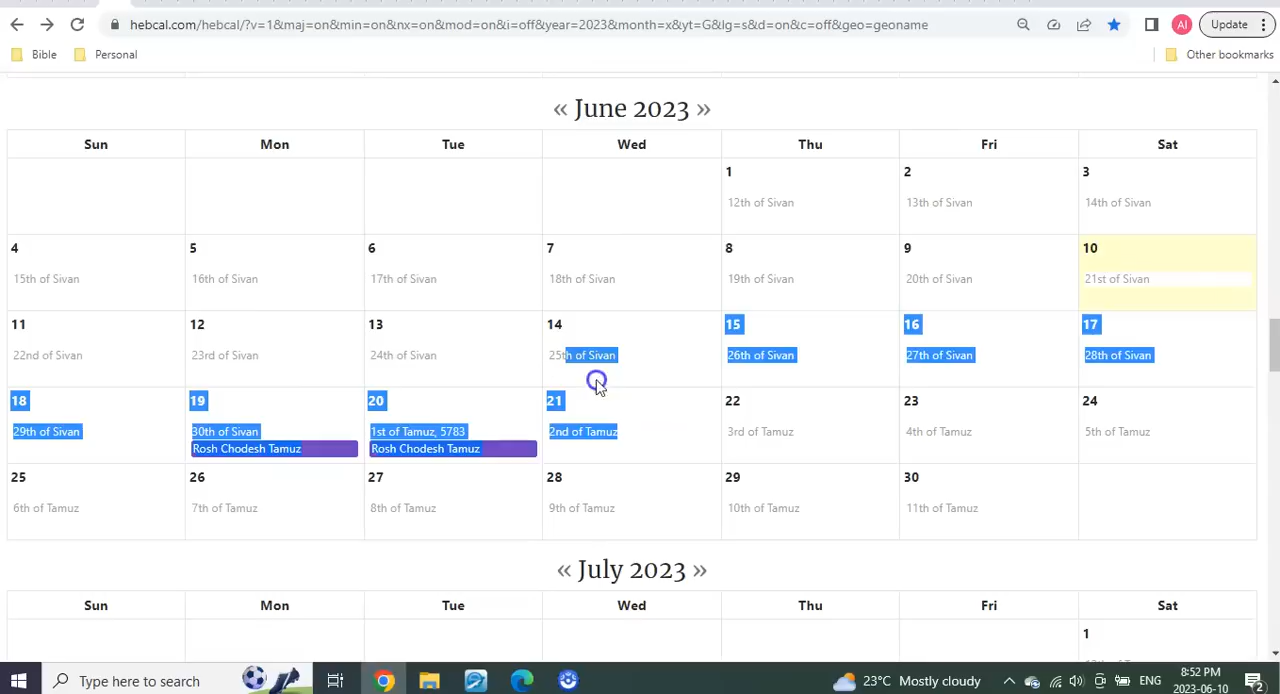 hebcal.com/hebcal/?v=1&maj=on&min=on&nx=on&mod=on&i=off&year=2023&month=x&yt=G&lg=s&d=on&c=off&geo=geoname
AI
Update
Bible
Personal
Other bookmarks
« June 2023 »
Sun Mon Tue Wed Thu Fri Sat
1 2 3
12th of Sivan 13th of Sivan 14th of Sivan
4 5 6 7 8 9 10
15th of Sivan 16th of Sivan 17th of Sivan 18th of Sivan 19th of Sivan 20th of Sivan 21st of Sivan
11 12 13 14 15 16 17
22nd of Sivan 23rd of Sivan 24th of Sivan 25th of Sivan 26th of Sivan 27th of Sivan 28th of Sivan
18 19 20 21 22 23 24
29th of Sivan 30th of Sivan 1st of Tamuz, 5783 2nd of Tamuz 3rd of Tamuz 4th of Tamuz 5th of Tamuz
Rosh Chodesh Tamuz Rosh Chodesh Tamuz
25 26 27 28 29 30
6th of Tamuz 7th of Tamuz 8th of Tamuz 9th of Tamuz 10th of Tamuz 11th of Tamuz
« July 2023 »
Sun Mon Tue Wed Thu Fri Sat
1
Type here to search
23°C Mostly cloudy
ENG
8:52 PM
2023-06-10
2